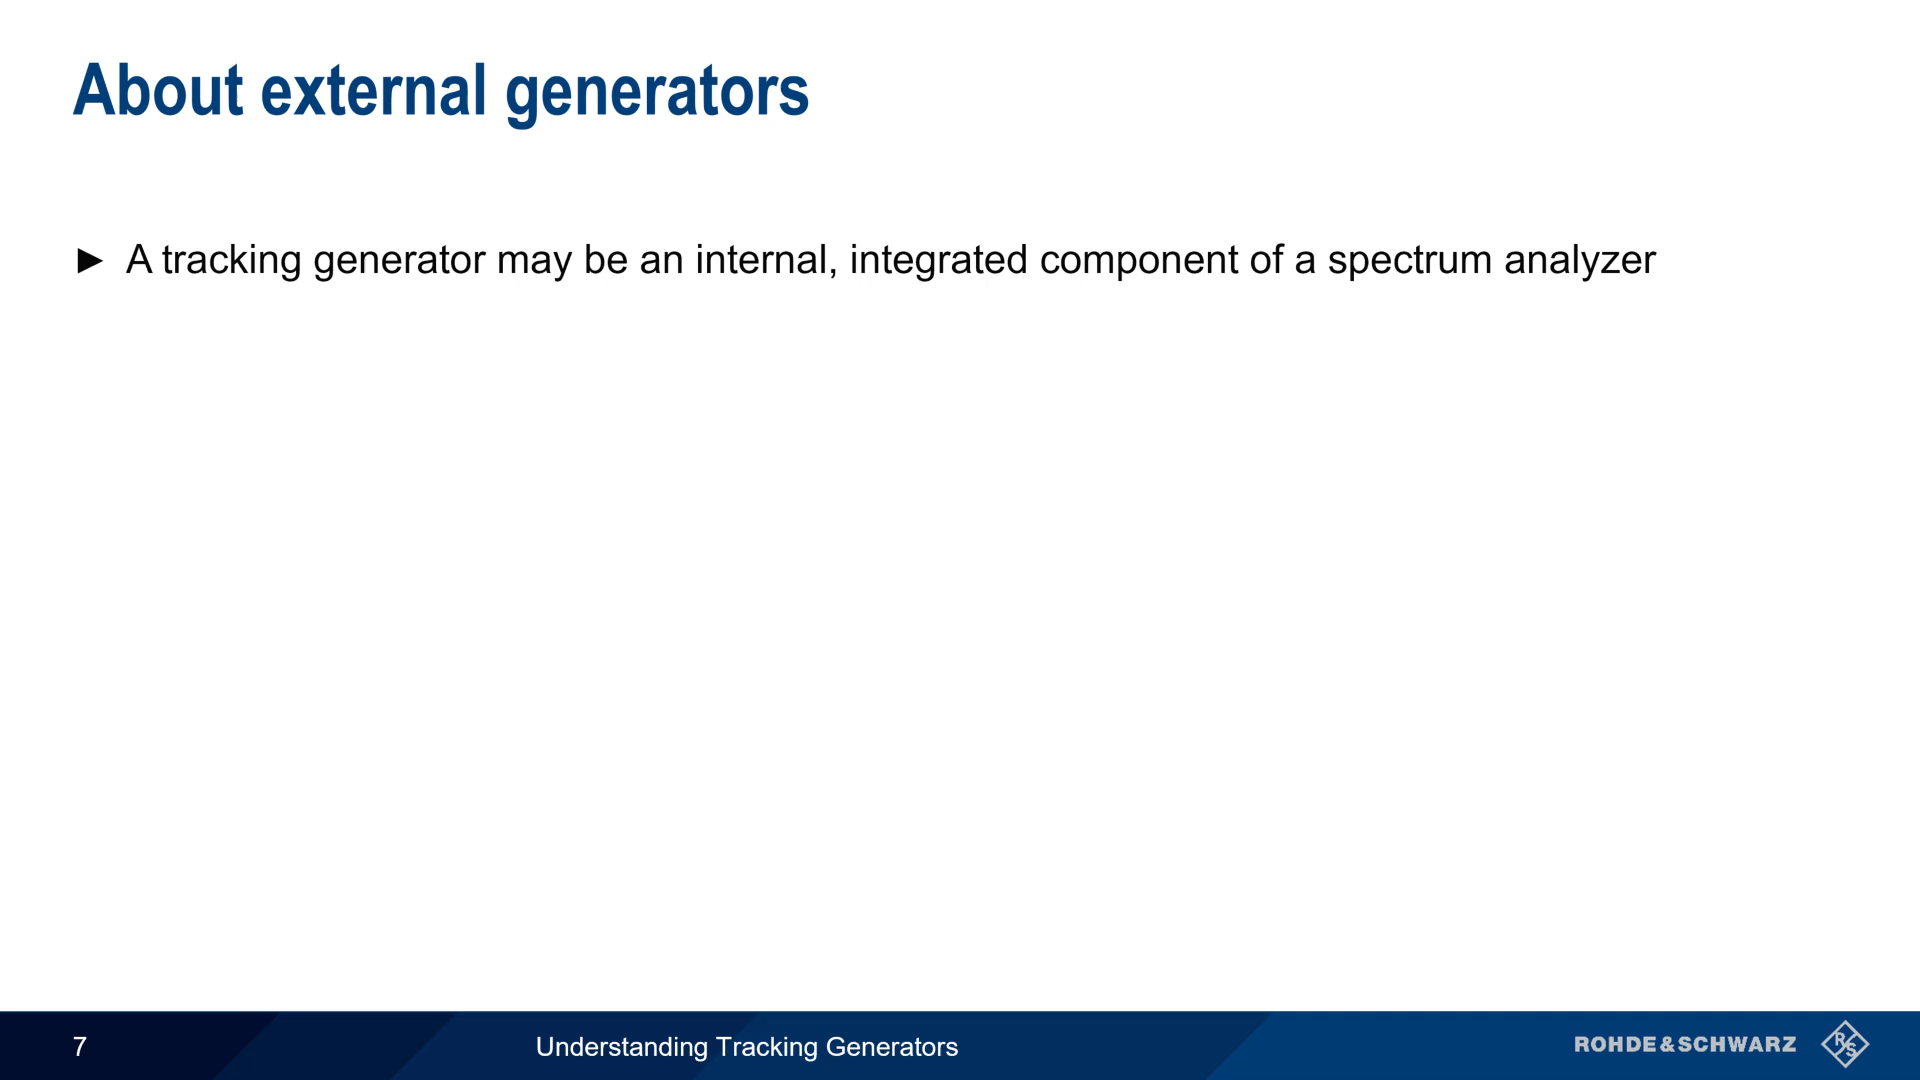 About external generators
► A tracking generator may be an internal, integrated component of a spectrum analyzer
7
Understanding Tracking Generators
ROHDE&SCHWARZ
R&S